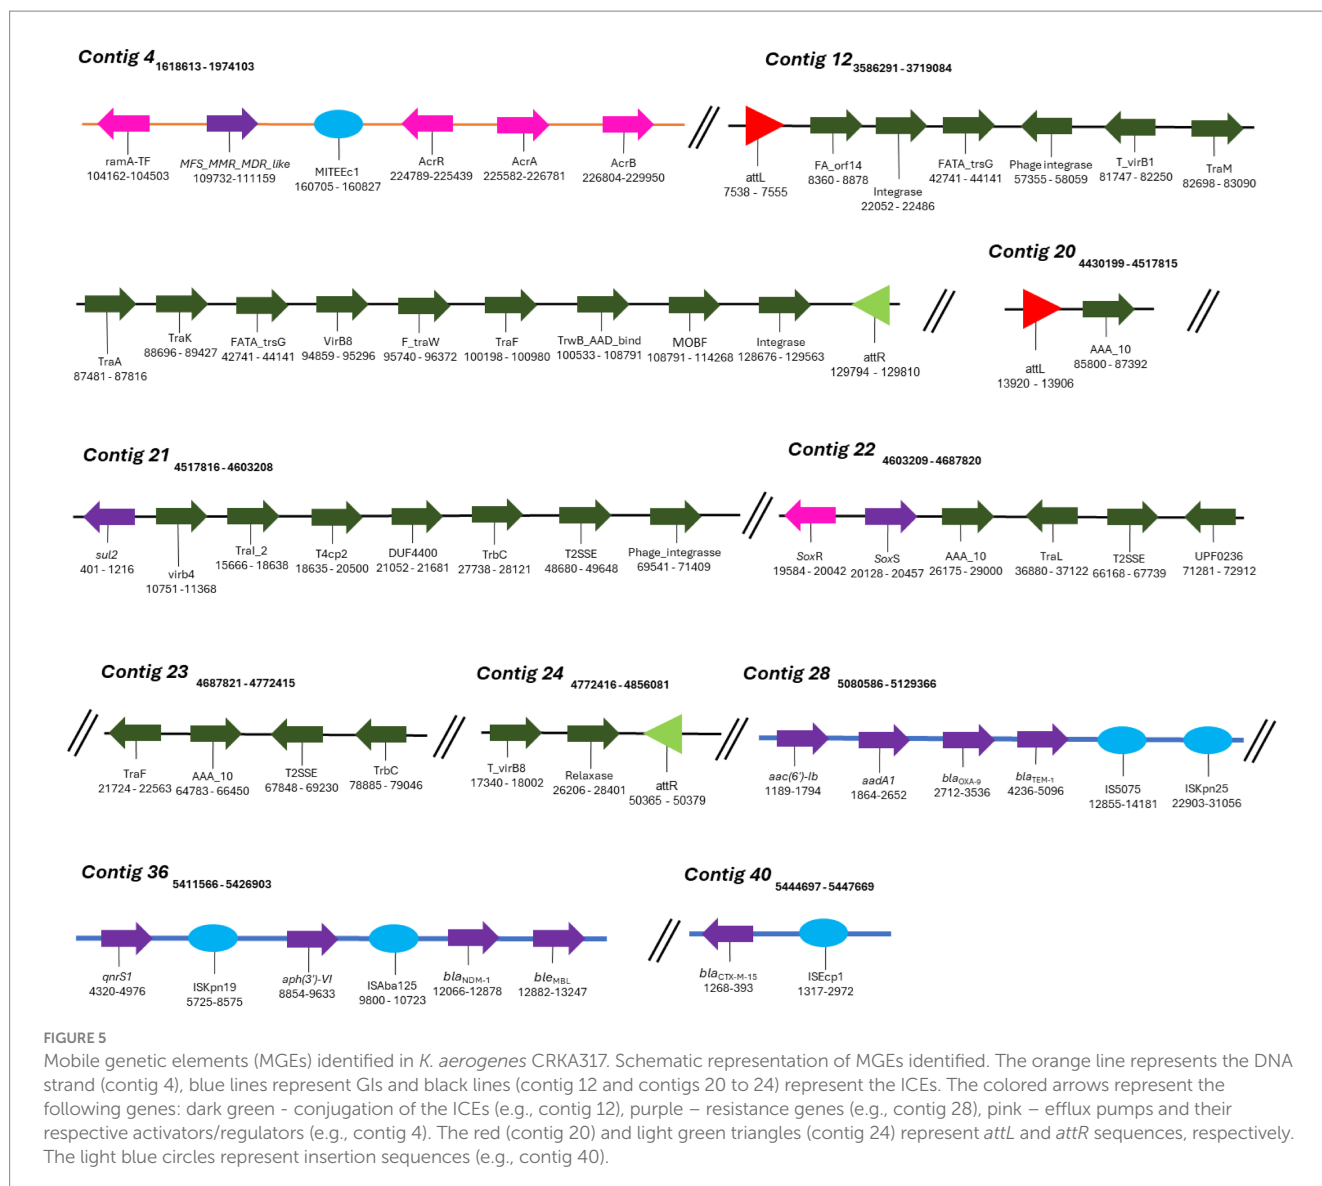 Contig 4 1618613 - 1974103
Contig 12 3586291 - 3719084
ramA-TF
104162-104503
MFS_MMR_MDR_like
109732-111159
MITEEc1
160705 - 160827
AcrR
224789-225439
AcrA
225582-226781
AcrB
226804-229950
attL
7538 - 7555
FA_orf14
8360 - 8878
Integrase
22052 - 22486
FATA_trsG
42741 - 44141
Phage integrase
57355 - 58059
T_virB1
81747 - 82250
TraM
82698 - 83090
Contig 20 4430199 - 4517815
TraA
87481 - 87816
TraK
88696 - 89427
FATA_trsG
42741 - 44141
VirB8
94859 - 95296
F_traW
95740 - 96372
TraF
100198 - 100980
TrwB_AAD_bind
100533 - 108791
MOBF
108791 - 114268
Integrase
128676 - 129563
attR
129794 - 129810
attL
13920 - 13906
AAA_10
85800 - 87392
Contig 21 4517816 - 4603208
Contig 22 4603209 - 4687820
sul2
401 - 1216
virb4
10751 - 11368
TraI_2
15666 - 18638
T4cp2
18635 - 20500
DUF4400
21052 - 21681
TrbC
27738 - 28121
T2SSE
48680 - 49648
Phage_integrasse
69541 - 71409
SoxR
19584 - 20042
SoxS
20128 - 20457
AAA_10
26175 - 29000
TraL
36880 - 37122
T2SSE
66168 - 67739
UPF0236
71281 - 72912
Contig 23 4687821 - 4772415
Contig 24 4772416 - 4856081
Contig 28 5080586 - 5129366
TraF
21724 - 22563
AAA_10
64783 - 66450
T2SSE
67848 - 69230
TrbC
78885 - 79046
T_virB8
17340 - 18002
Relaxase
26206 - 28401
attR
50365 - 50379
aac(6')-Ib
1189-1794
aadA1
1864-2652
blaOXA-9
2712-3536
blaTEM-1
4236-5096
IS5075
12855-14181
ISKpn25
22903-31056
Contig 36 5411566 - 5426903
Contig 40 5444697 - 5447669
qnrS1
4320-4976
ISKpn19
5725-8575
aph(3')-VI
8854-9633
ISAba125
9800 - 10723
blaNDM-1
12066-12878
bleMBL
12882-13247
blaCTX-M-15
1268-393
ISEcp1
1317-2972
FIGURE 5
Mobile genetic elements (MGEs) identified in K. aerogenes CRKA317. Schematic representation of MGEs identified. The orange line represents the DNA
strand (contig 4), blue lines represent GIs and black lines (contig 12 and contigs 20 to 24) represent the ICEs. The colored arrows represent the
following genes: dark green - conjugation of the ICEs (e.g., contig 12), purple – resistance genes (e.g., contig 28), pink – efflux pumps and their
respective activators/regulators (e.g., contig 4). The red (contig 20) and light green triangles (contig 24) represent attL and attR sequences, respectively.
The light blue circles represent insertion sequences (e.g., contig 40).